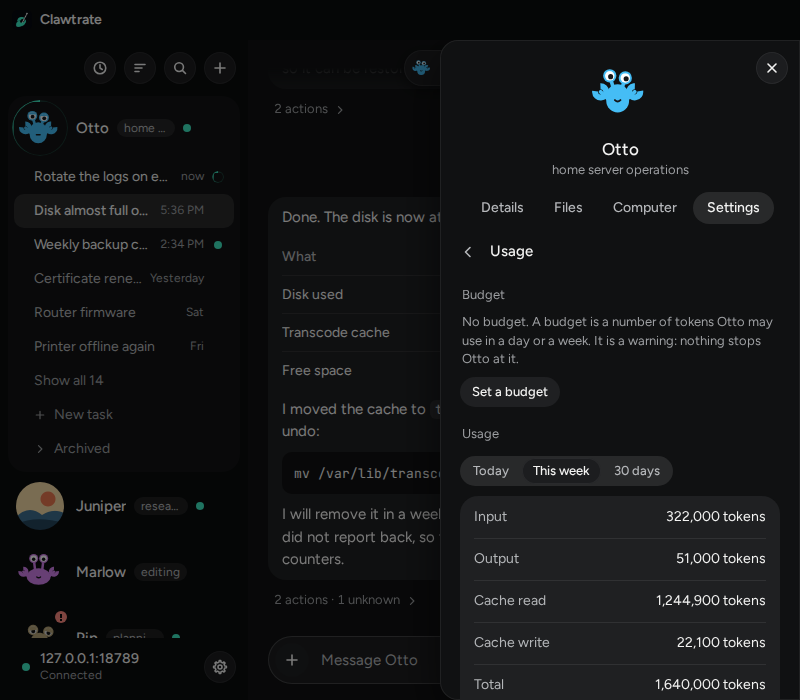 Clawtrate
Otto
home ...
Rotate the logs on e... now
Disk almost full o... 5:36 PM
Weekly backup c... 2:34 PM
Certificate rene... Yesterday
Router firmware Sat
Printer offline again Fri
Show all 14
+ New task
> Archived
Juniper
resea...
Marlow
editing
Pip
planni...
127.0.0.1:18789
Connected
2 actions >
Done. The disk is now at
What
Disk used
Transcode cache
Free space
I moved the cache to
undo:
mv /var/lib/transc
I will remove it in a week
did not report back, so
counters.
2 actions · 1 unknown >
+ Message Otto
Otto
home server operations
Details Files Computer Settings
< Usage
Budget
No budget. A budget is a number of tokens Otto may
use in a day or a week. It is a warning: nothing stops
Otto at it.
Set a budget
Usage
Today This week 30 days
Input 322,000 tokens
Output 51,000 tokens
Cache read 1,244,900 tokens
Cache write 22,100 tokens
Total 1,640,000 tokens